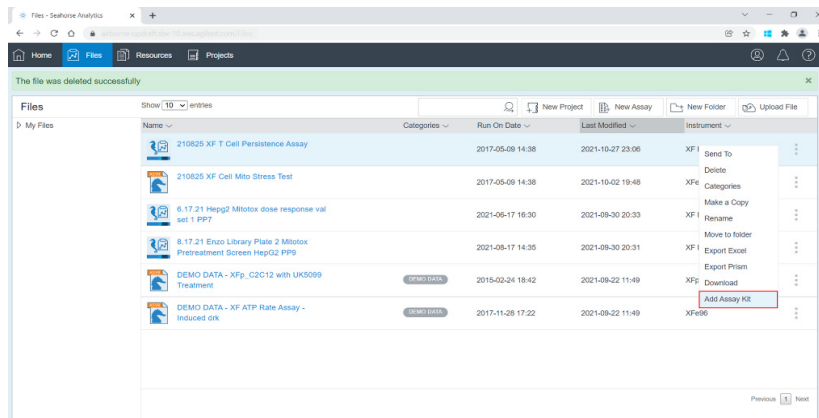 Files - Seahorse Analytics
Home Files Resources Projects
The file was deleted successfully
Files
Show 10 entries
New Project New Assay New Folder Upload File
My Files
Name Categories Run On Date Last Modified Instrument
210825 XF T Cell Persistence Assay 2017-05-09 14:38 2021-10-27 23:06
210825 XF Cell Mito Stress Test 2017-05-09 14:38 2021-10-02 19:48
6.17.21 Hepg2 Mitotox dose response val
set 1 PP7
2021-06-17 16:30 2021-09-30 20:33
8.17.21 Enzo Library Plate 2 Mitotox
Pretreatment Screen HepG2 PP9
2021-08-17 14:35 2021-09-30 20:31
DEMO DATA - XFp_C2C12 with UK5099
Treatment
DEMO DATA 2015-02-24 18:42 2021-09-22 11:49
DEMO DATA - XF ATP Rate Assay -
Induced drk
DEMO DATA 2017-11-28 17:22 2021-09-22 11:49 XFe96
Send To
Delete
Categories
Make a Copy
Rename
Move to folder
Export Excel
Export Prism
Download
Add Assay Kit
Previous 1 Next